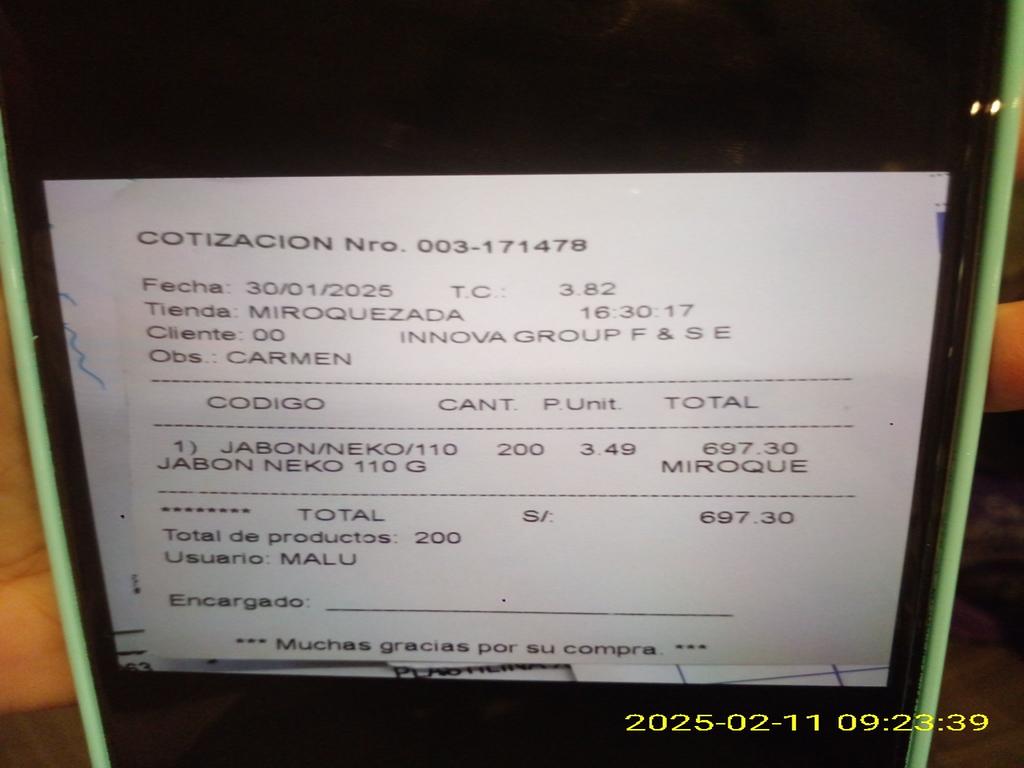 COTIZACION Nro. 003-171478
Fecha: 30/01/2025 T.C.: 3.82
Tienda: MIROQUEZADA 16:30:17
Cliente: 00 INNOVA GROUP F & S E
Obs.: CARMEN
CODIGO CANT. P.Unit. TOTAL
1) JABON/NEKO/110 200 3.49 697.30
JABON NEKO 110 G MIROQUE
******** TOTAL S/: 697.30
Total de productos: 200
Usuario: MALU
Encargado:
*** Muchas gracias por su compra. ***
63 PLASTILINA
2025-02-11 09:23:39